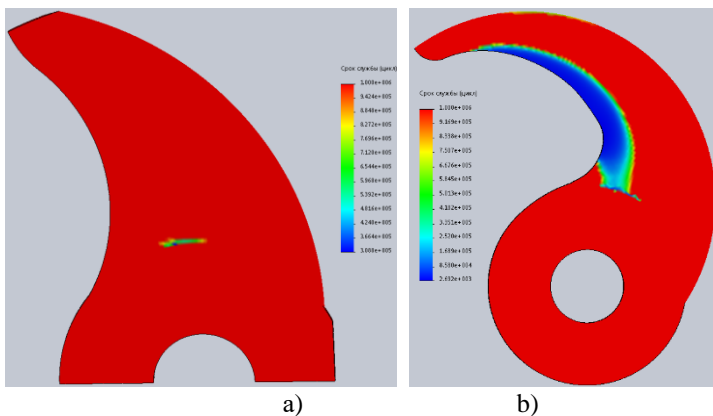 Срок службы (цикл)
1.000e+006
9.424e+005
8.848e+005
8.272e+005
7.696e+005
7.120e+005
6.544e+005
5.968e+005
5.392e+005
4.816e+005
4.240e+005
3.664e+005
3.088e+005
Срок службы (цикл)
1.000e+006
9.169e+005
8.338e+005
7.507e+005
6.676e+005
5.845e+005
5.013e+005
4.182e+005
3.351e+005
2.520e+005
1.689e+005
8.580e+004
2.692e+003
a)
b)